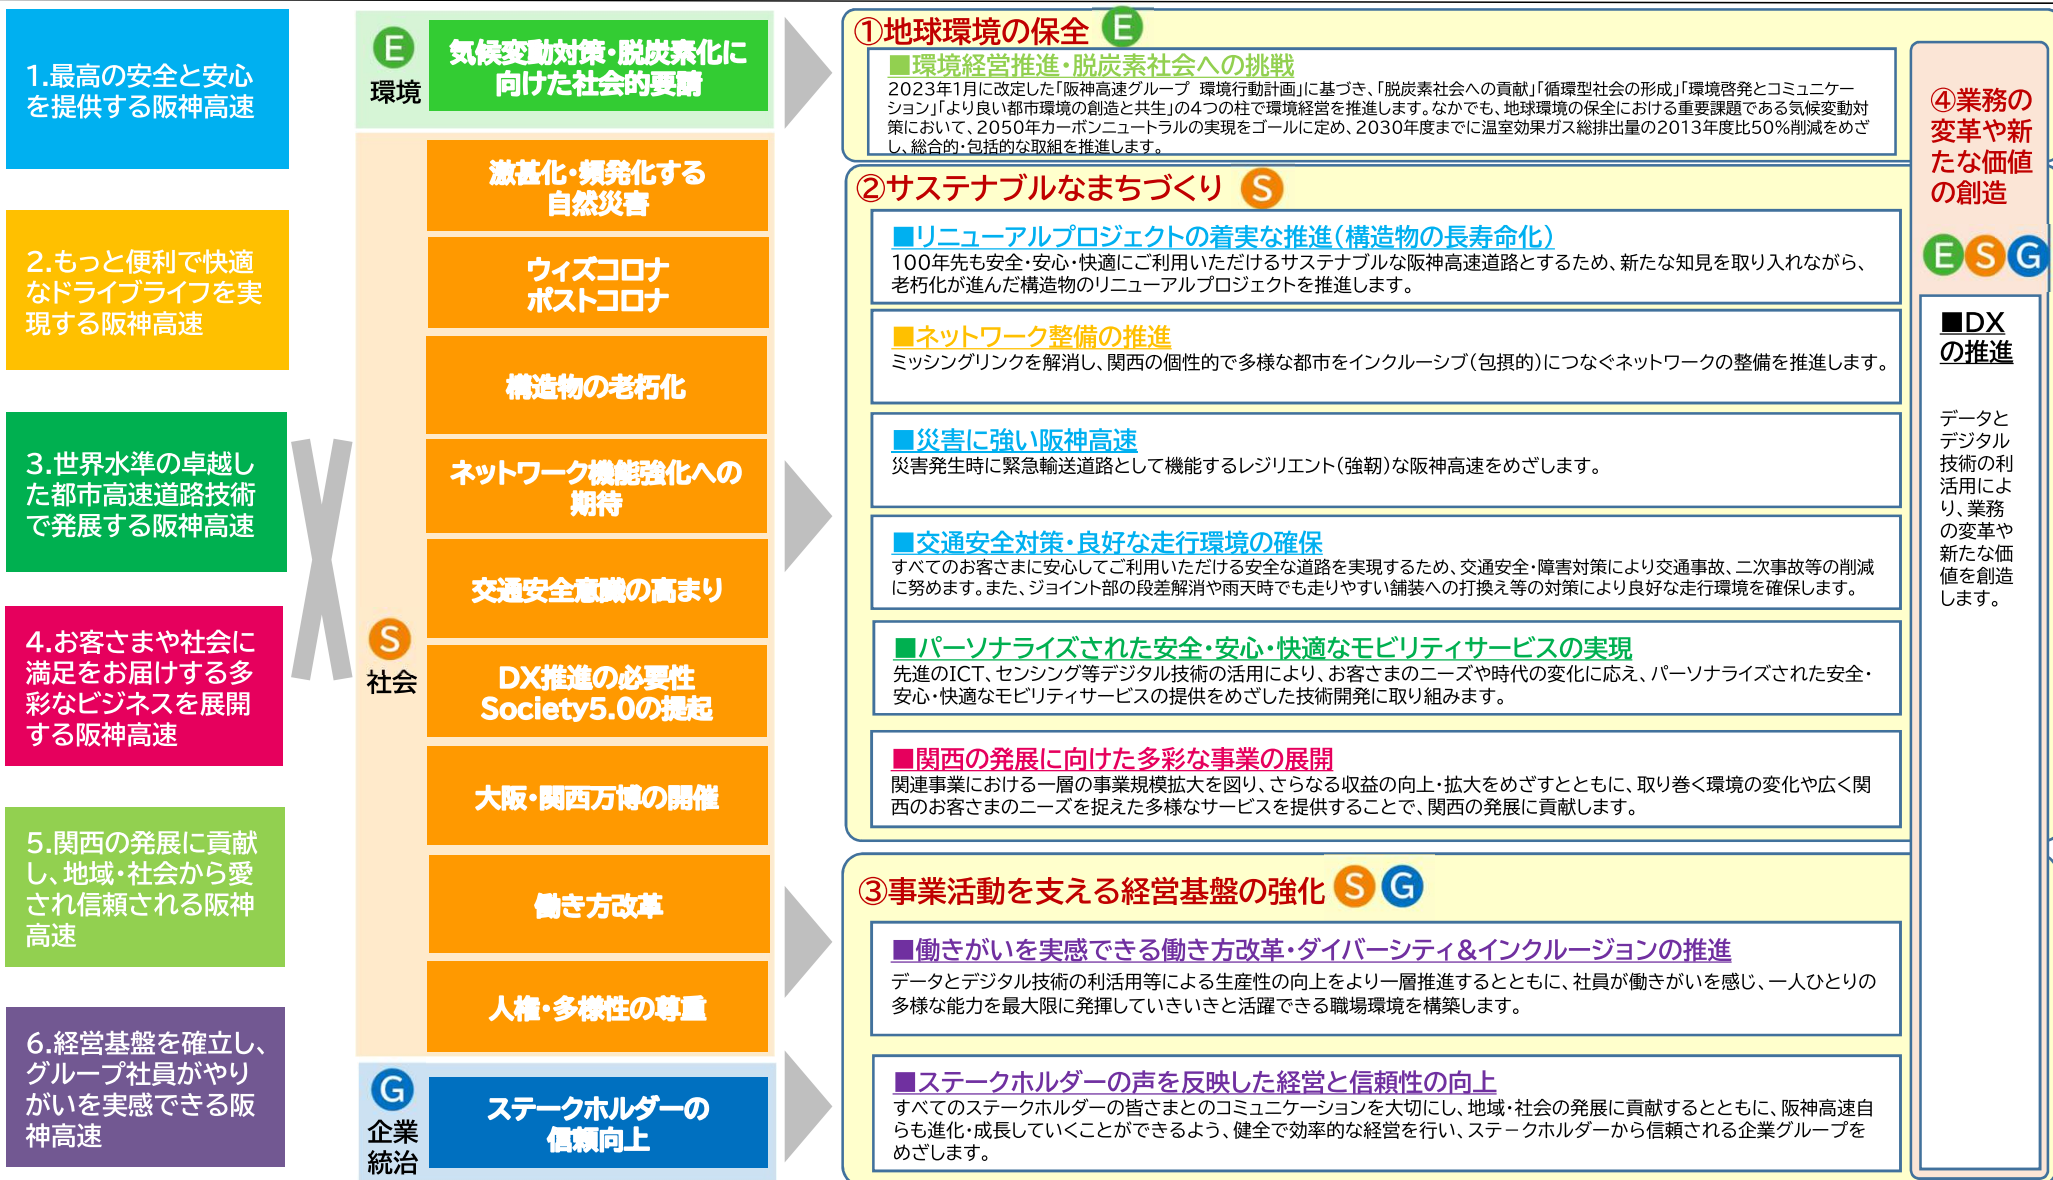 1.最高の安全と安心
を提供する阪神高速
2.もっと便利で快適
なドライブライフを実
現する阪神高速
3.世界水準の卓越し
た都市高速道路技術
で発展する阪神高速
4.お客さまや社会に
満足をお届けする多
彩なビジネスを展開
する阪神高速
5.関西の発展に貢献
し、地域・社会から愛
され信頼される阪神
高速
6.経営基盤を確立し、
グループ社員がやり
がいを実感できる阪
神高速
E
環境
気候変動対策・脱炭素化に
向けた社会的要請
S
社会
激甚化・頻発化する
自然災害
ウィズコロナ
ポストコロナ
構造物の老朽化
ネットワーク機能強化への
期待
交通安全意識の高まり
DX推進の必要性
Society5.0の提起
大阪・関西万博の開催
働き方改革
人権・多様性の尊重
G
企業
統治
ステークホルダーの
信頼向上
①地球環境の保全 E
■環境経営推進・脱炭素社会への挑戦
2023年1月に改定した「阪神高速グループ 環境行動計画」に基づき、「脱炭素社会への貢献」「循環型社会の形成」「環境啓発とコミュニケー
ション」「より良い都市環境の創造と共生」の4つの柱で環境経営を推進します。なかでも、地球環境の保全における重要課題である気候変動対
策において、2050年カーボンニュートラルの実現をゴールに定め、2030年度までに温室効果ガス総排出量の2013年度比50%削減をめざ
し、総合的・包括的な取組を推進します。
②サステナブルなまちづくり S
■リニューアルプロジェクトの着実な推進(構造物の長寿命化)
100年先も安全・安心・快適にご利用いただけるサステナブルな阪神高速道路とするため、新たな知見を取り入れながら、
老朽化が進んだ構造物のリニューアルプロジェクトを推進します。
■ネットワーク整備の推進
ミッシングリンクを解消し、関西の個性的で多様な都市をインクルーシブ(包摂的)につなぐネットワークの整備を推進します。
■災害に強い阪神高速
災害発生時に緊急輸送道路として機能するレジリエント(強靭)な阪神高速をめざします。
■交通安全対策・良好な走行環境の確保
すべてのお客さまに安心してご利用いただける安全な道路を実現するため、交通安全・障害対策により交通事故、二次事故等の削減
に努めます。また、ジョイント部の段差解消や雨天時でも走りやすい舗装への打換え等の対策により良好な走行環境を確保します。
■パーソナライズされた安全・安心・快適なモビリティサービスの実現
先進のICT、センシング等デジタル技術の活用により、お客さまのニーズや時代の変化に応え、パーソナライズされた安全・
安心・快適なモビリティサービスの提供をめざした技術開発に取り組みます。
■関西の発展に向けた多彩な事業の展開
関連事業における一層の事業規模拡大を図り、さらなる収益の向上・拡大をめざすとともに、取り巻く環境の変化や広く関
西のお客さまのニーズを捉えた多様なサービスを提供することで、関西の発展に貢献します。
③事業活動を支える経営基盤の強化 S G
■働きがいを実感できる働き方改革・ダイバーシティ&インクルージョンの推進
データとデジタル技術の利活用等による生産性の向上をより一層推進するとともに、社員が働きがいを感じ、一人ひとりの
多様な能力を最大限に発揮していきいきと活躍できる職場環境を構築します。
■ステークホルダーの声を反映した経営と信頼性の向上
すべてのステークホルダーの皆さまとのコミュニケーションを大切にし、地域・社会の発展に貢献するとともに、阪神高速自
らも進化・成長していくことができるよう、健全で効率的な経営を行い、ステークホルダーから信頼される企業グループを
めざします。
④業務の
変革や新
たな価値
の創造
E S G
■DX
の推進
データと
デジタル
技術の利
活用によ
り、業務
の変革や
新たな価
値を創造
します。